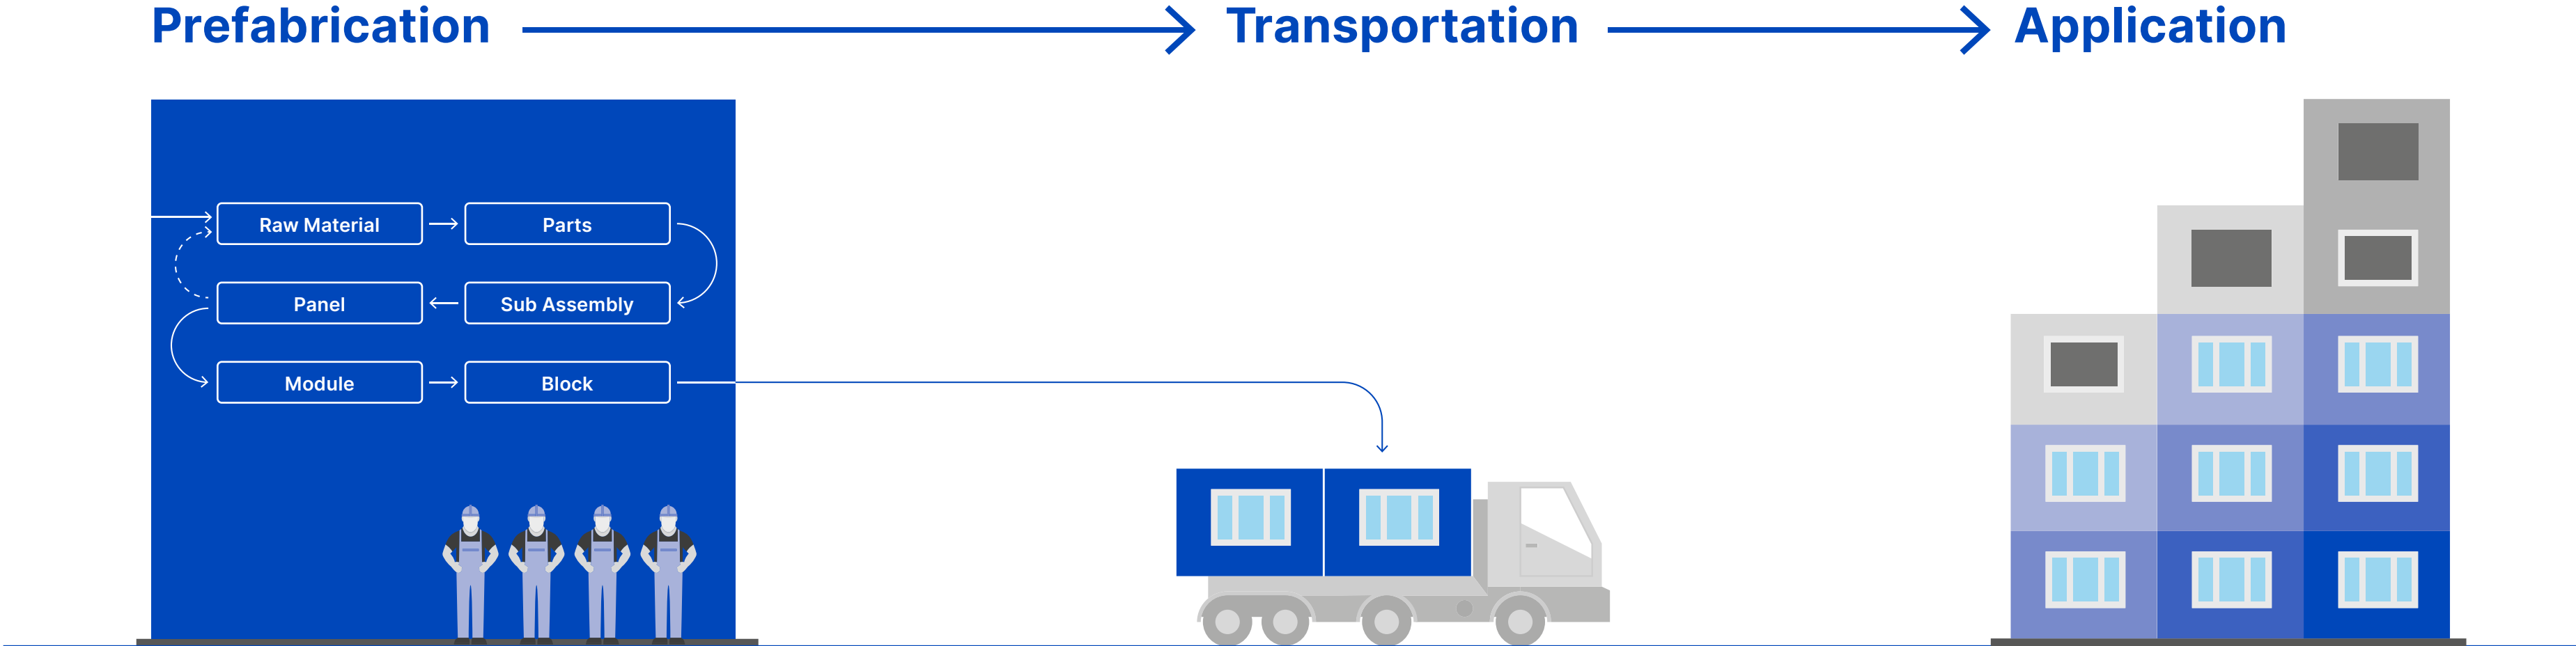 Prefabrication
Transportation
Application
Raw Material
Parts
Panel
Sub Assembly
Module
Block